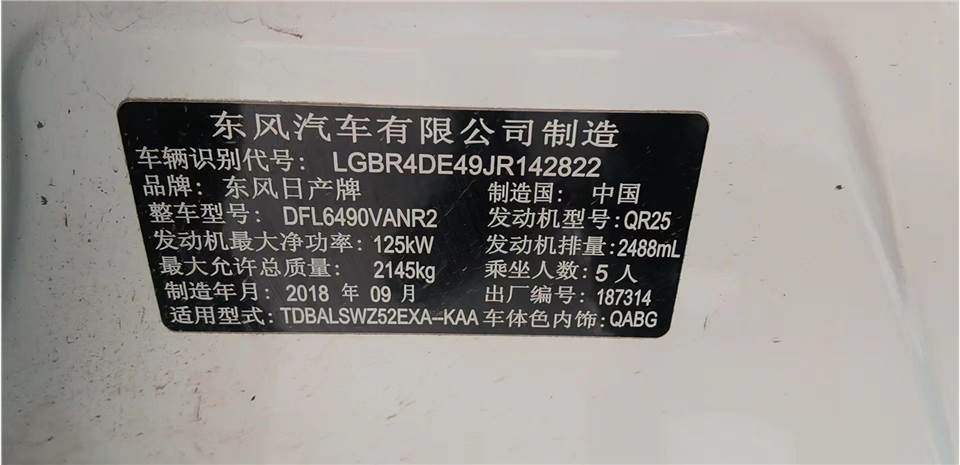 东风汽车有限公司制造
车辆识别代号: LGBR4DE49JR142822
品牌: 东风日产牌 制造国: 中国
整车型号: DFL6490VANR2 发动机型号:QR25
发动机最大净功率: 125kW 发动机排量:2488mL
最大允许总质量: 2145kg 乘坐人数: 5 人
制造年月: 2018 年 09 月 出厂编号: 187314
适用型式: TDBALSWZ52EXA--KAA 车体色内饰:QABG